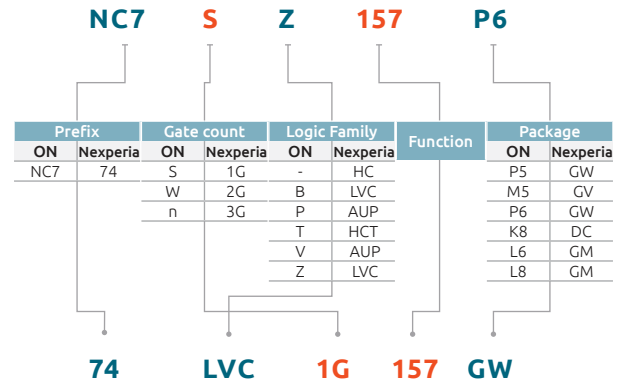 NC7 S Z 157 P6
Prefix Gate count Logic Family Function Package
ON Nexperia ON Nexperia ON Nexperia ON Nexperia
NC7 74 S 1G - HC P5 GW
W 2G B LVC M5 GV
n 3G P AUP P6 GW
T HCT K8 DC
V AUP L6 GM
Z LVC L8 GM
74 LVC 1G 157 GW